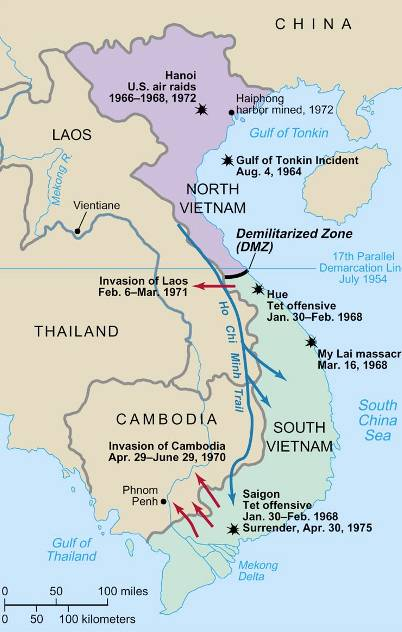 CHINA
Hanoi
U.S. air raids
1966–1968, 1972
Haiphong
harbor mined, 1972
LAOS
Gulf of Tonkin
Gulf of Tonkin Incident
Aug. 4, 1964
Mekong R.
NORTH
VIETNAM
Vientiane
Demilitarized Zone
(DMZ)
17th Parallel
Demarcation Lin
July 1954
Invasion of Laos
Feb. 6–Mar. 1971
Hue
Tet offensive
Jan. 30–Feb. 1968
Ho Chi Minh Trail
THAILAND
My Lai massacr
Mar. 16, 1968
CAMBODIA
South
China
Sea
SOUTH
VIETNAM
Invasion of Cambodia
Apr. 29–June 29, 1970
Phnom
Penh
Saigon
Tet offensive
Jan. 30–Feb. 1968
Surrender, Apr. 30, 1975
Gulf of
Thailand
Mekong
Delta
0 50 100 miles
0 50 100 kilometers